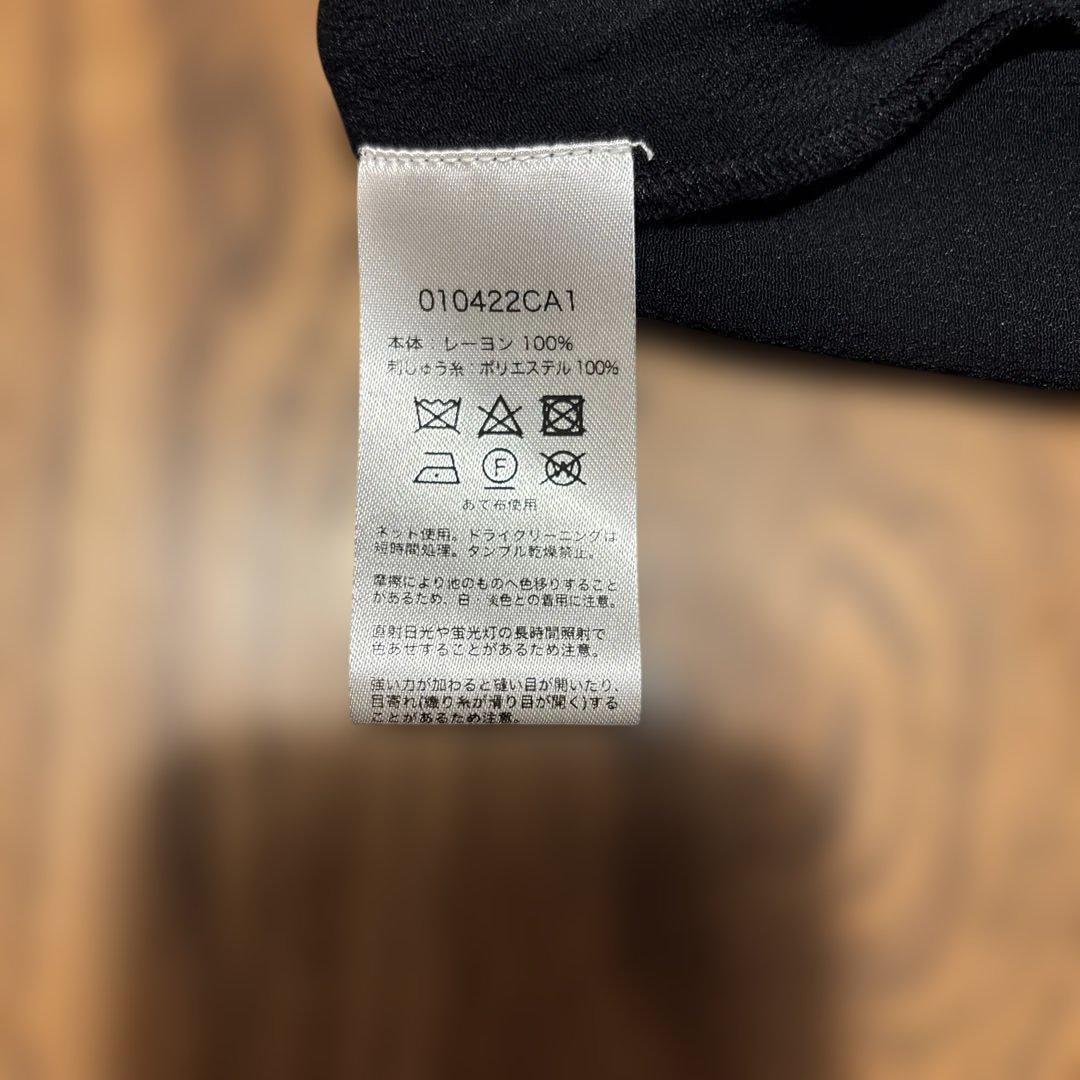 010422CA1
本体 レーヨン 100%
刺しゅう糸 ポリエステル 100%
F
W
あて布使用
ネット使用。ドライクリーニングは
短時間処理。タンブル乾燥禁止。
摩擦により他のものへ色移りすること
があるため、白・淡色との着用に注意。
直射日光や蛍光灯の長時間照射で
色あせすることがあるため注意。
強い力が加わると縫い目が開いたり、
目寄れ(織り糸が滑り目が開く)する
ことがあるため注意。